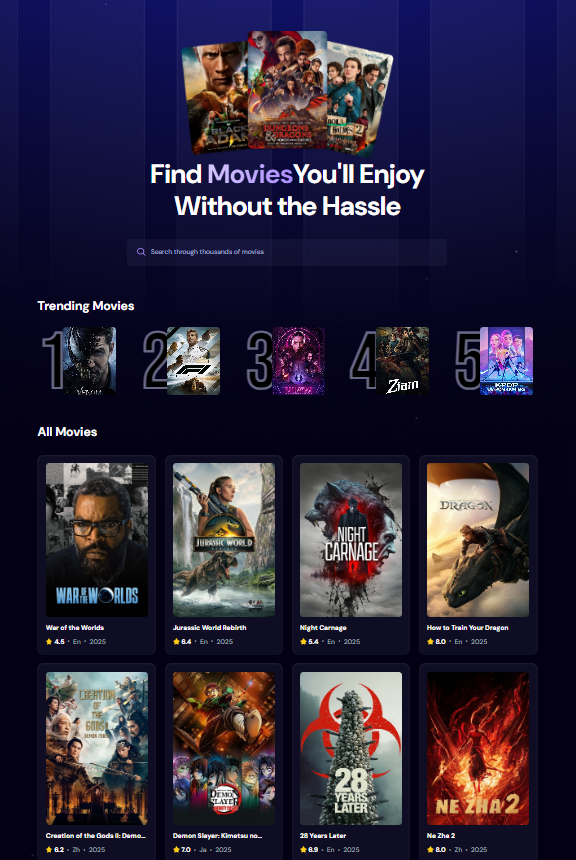 BLACK
ADAM
DUNGEONS
& DRAGONS
Find MoviesYou'll Enjoy
Without the Hassle
Search through thousands of movies
Trending Movies
1
2
3
4
5
VENOM
F1
Ziam
KPOP
All Movies
WAR OF THE WORLDS
JURASSIC WORLD
NIGHT
CARNAGE
DRAGON
War of the Worlds
Jurassic World Rebirth
Night Carnage
How to Train Your Dragon
4.5 • En • 2025
6.4 • En • 2025
5.4 • En • 2025
8.0 • En • 2025
CREATION
OF
THE
GODS
DEMON
SLAYER
28
YEARS
LATER
NE ZHA 2
Creation of the Gods II: Demo...
Demon Slayer: Kimetsu no...
28 Years Later
Ne Zha 2
6.2 • Zh • 2025
7.0 • Ja • 2025
6.9 • En • 2025
8.0 • Zh • 2025